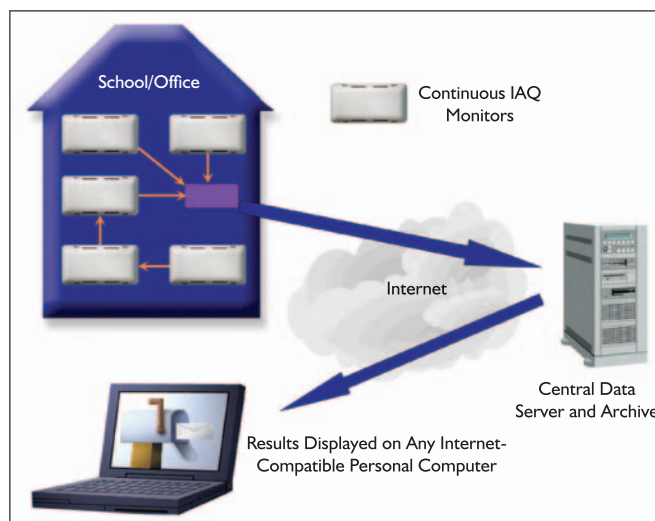 School/Office
Continuous IAQ
Monitors
Internet
Central Data
Server and Archive
Results Displayed on Any Internet-
Compatible Personal Computer